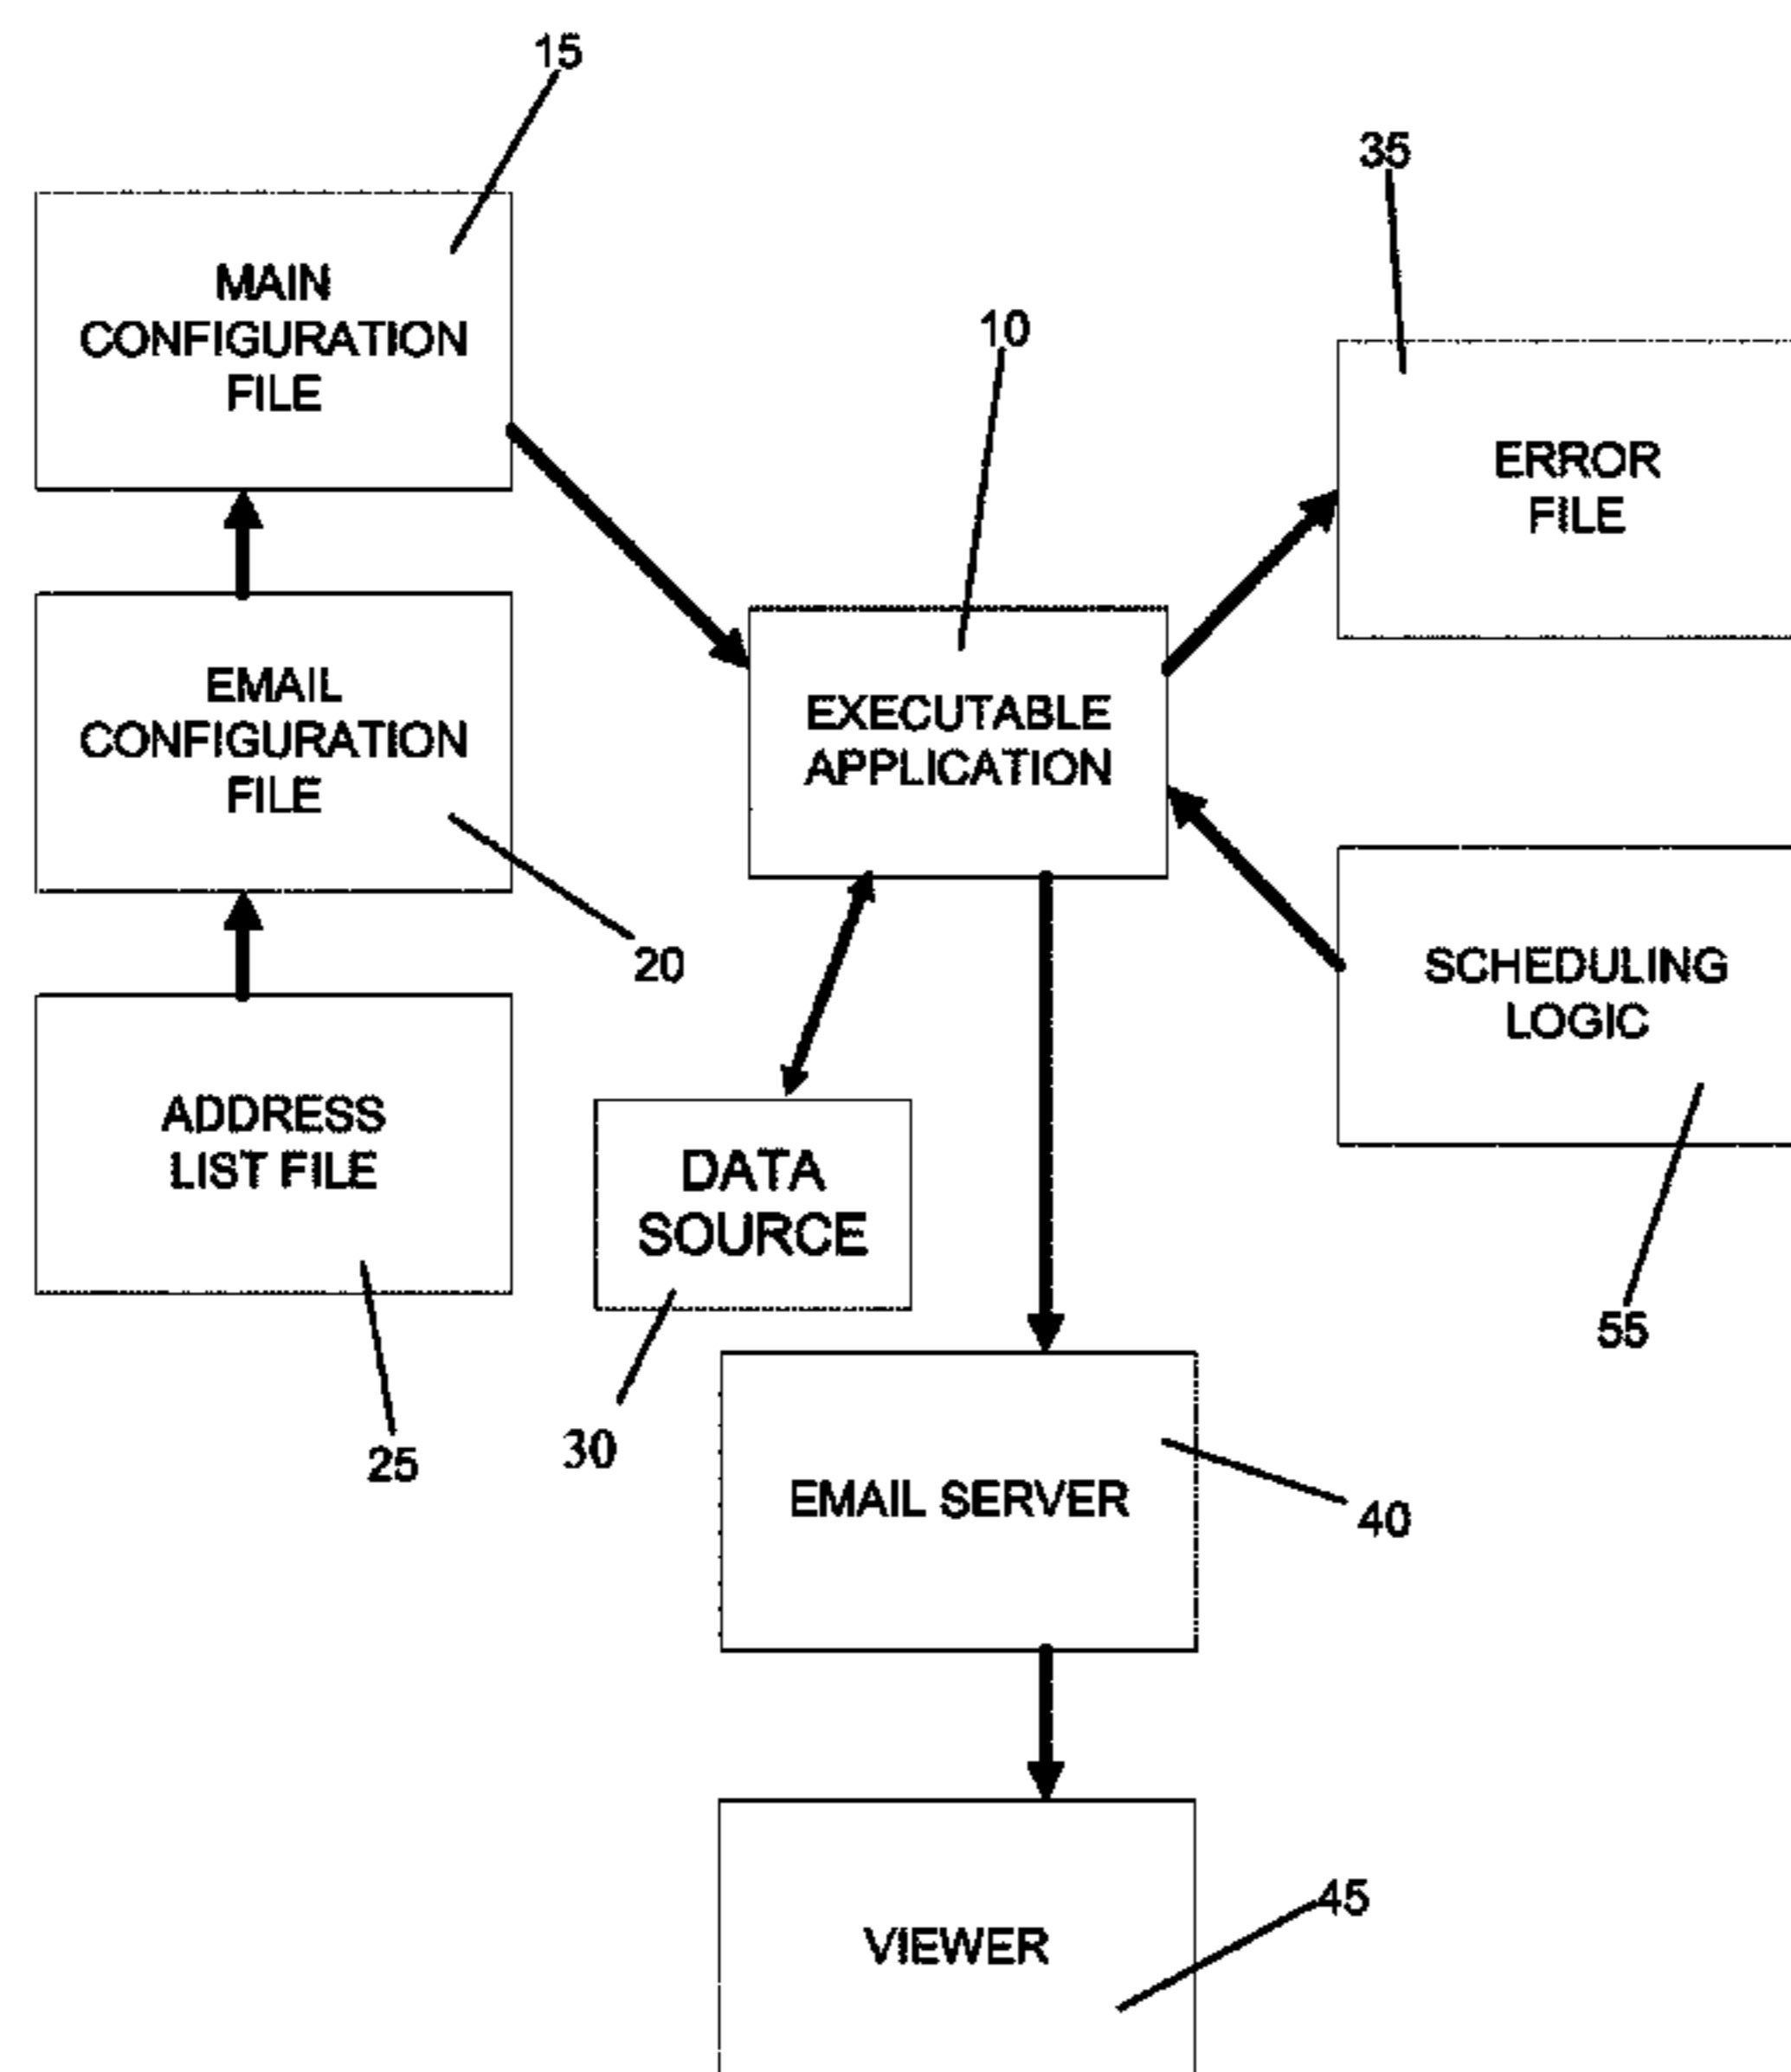 15
35
MAIN
CONFIGURATION
FILE
10
ERROR
FILE
EMAIL
CONFIGURATION
FILE
EXECUTABLE
APPLICATION
20
SCHEDULING
LOGIC
ADDRESS
LIST FILE
DATA
SOURCE
55
25
30
EMAIL SERVER
40
45
VIEWER